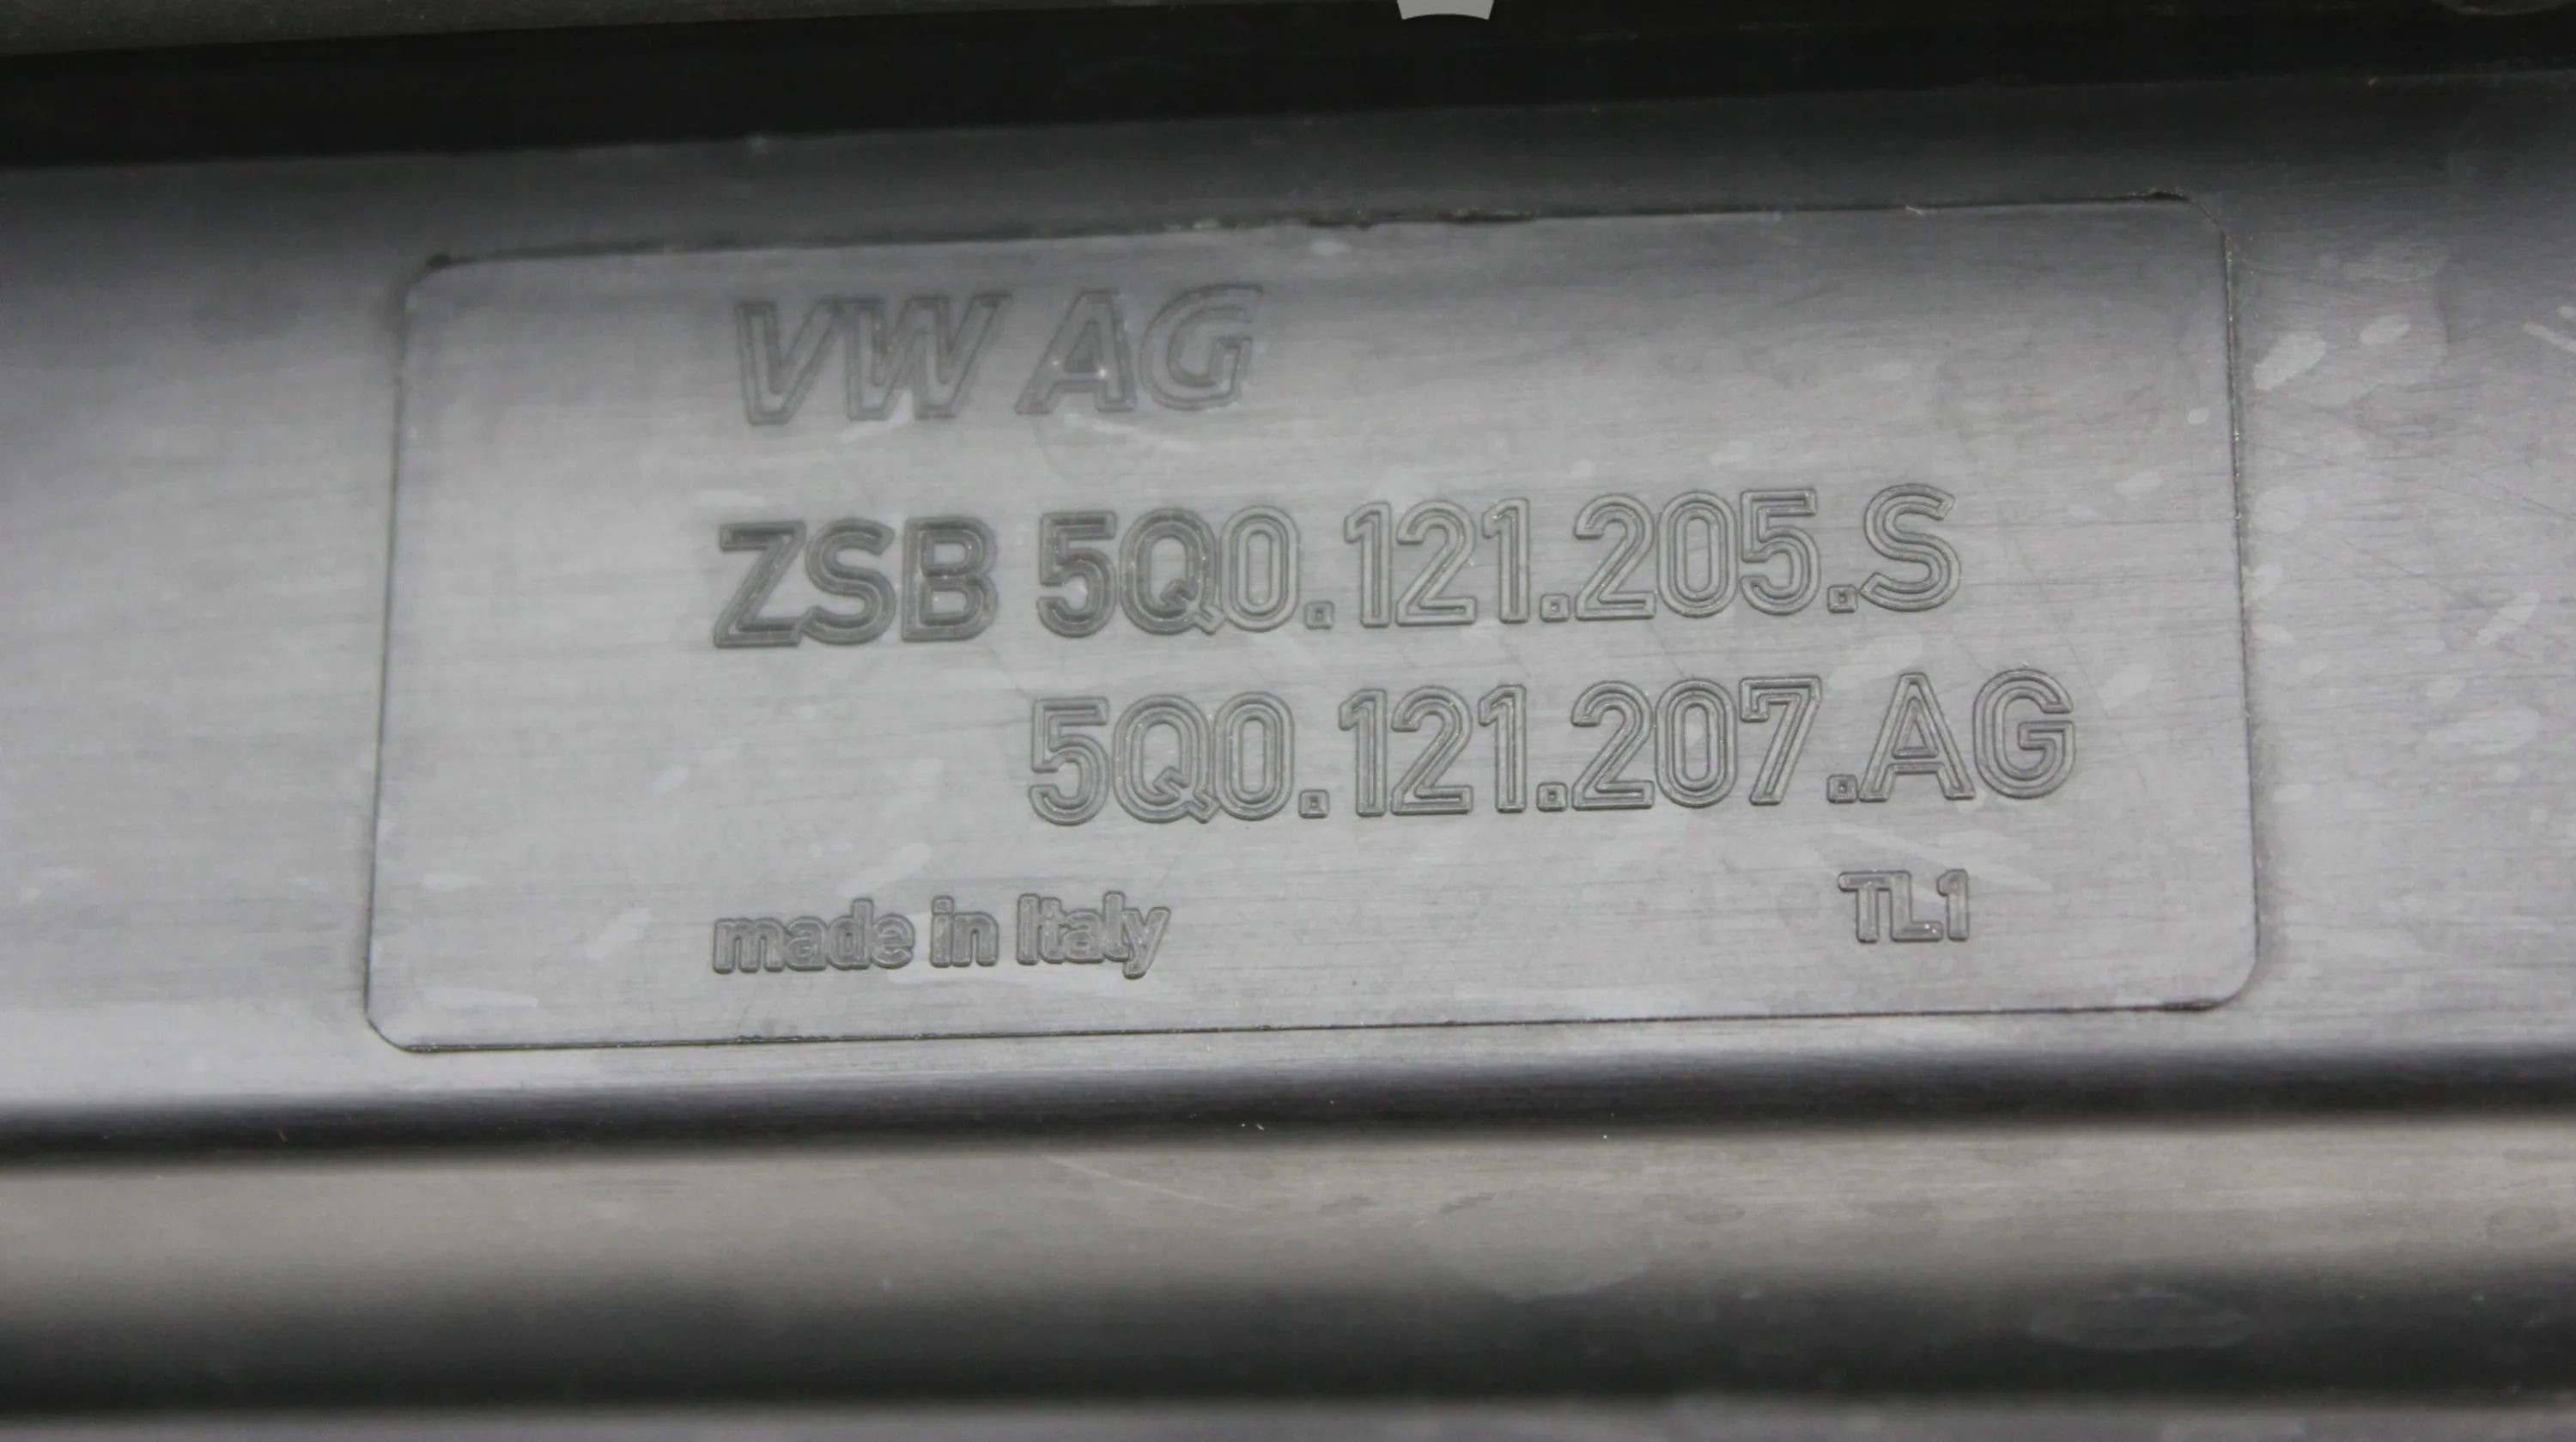 VW AG
ZSB 5Q0.121.205.S
5Q0.121.207.AG
made in Italy TL1